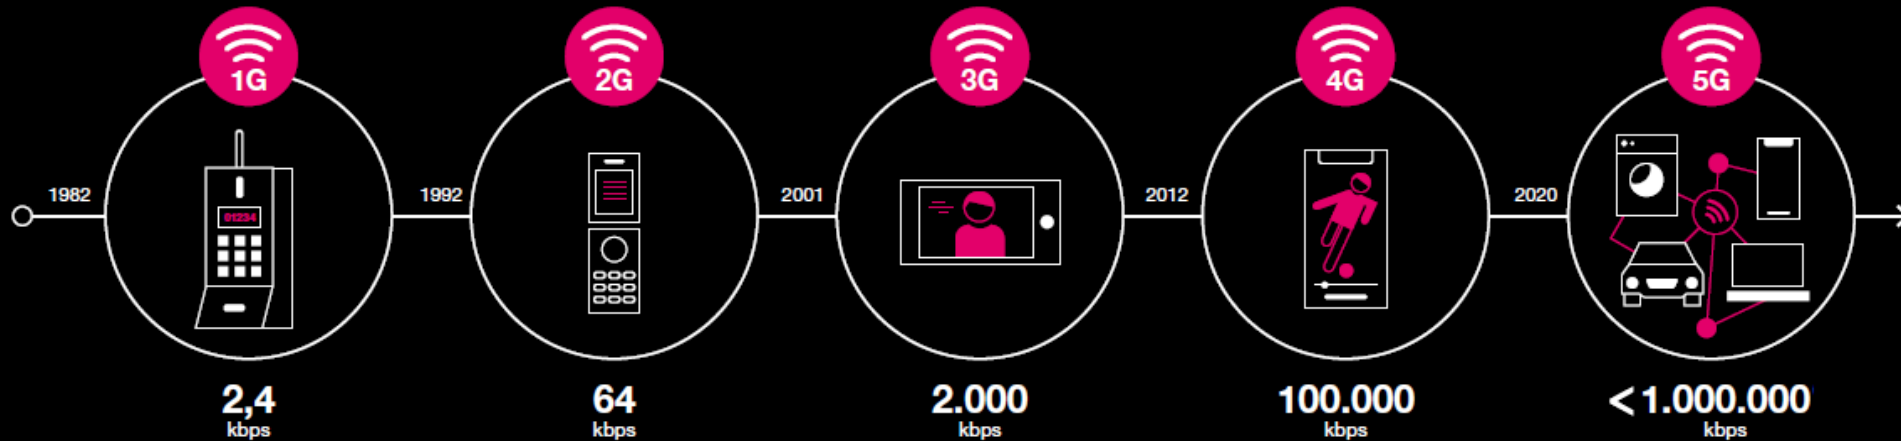 1G
2G
3G
4G
5G
1982
1992
2001
2012
2020
01234
2,4
kbps
64
kbps
2.000
kbps
100.000
kbps
<1.000.000
kbps